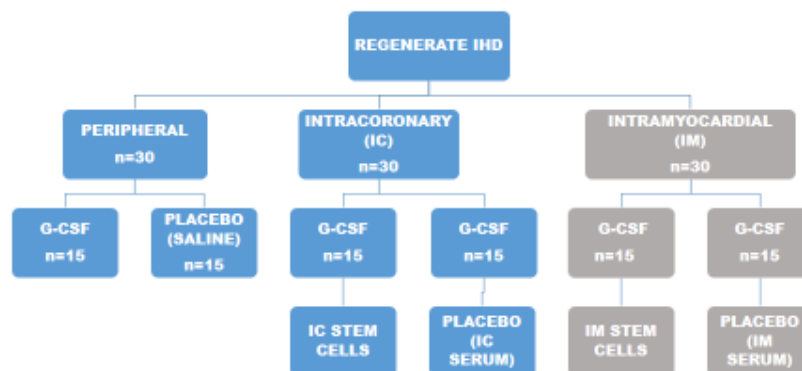 REGENERATE IHD
PERIPHERAL
n=30
INTRACORONARY
(IC)
n=30
INTRAMYOCARDIAL
(IM)
n=30
G-CSF
n=15
PLACEBO
(SALINE)
n=15
G-CSF
n=15
G-CSF
n=15
G-CSF
n=15
G-CSF
n=15
IC STEM
CELLS
PLACEBO
(IC
SERUM)
IM STEM
CELLS
PLACEBO
(IM
SERUM)